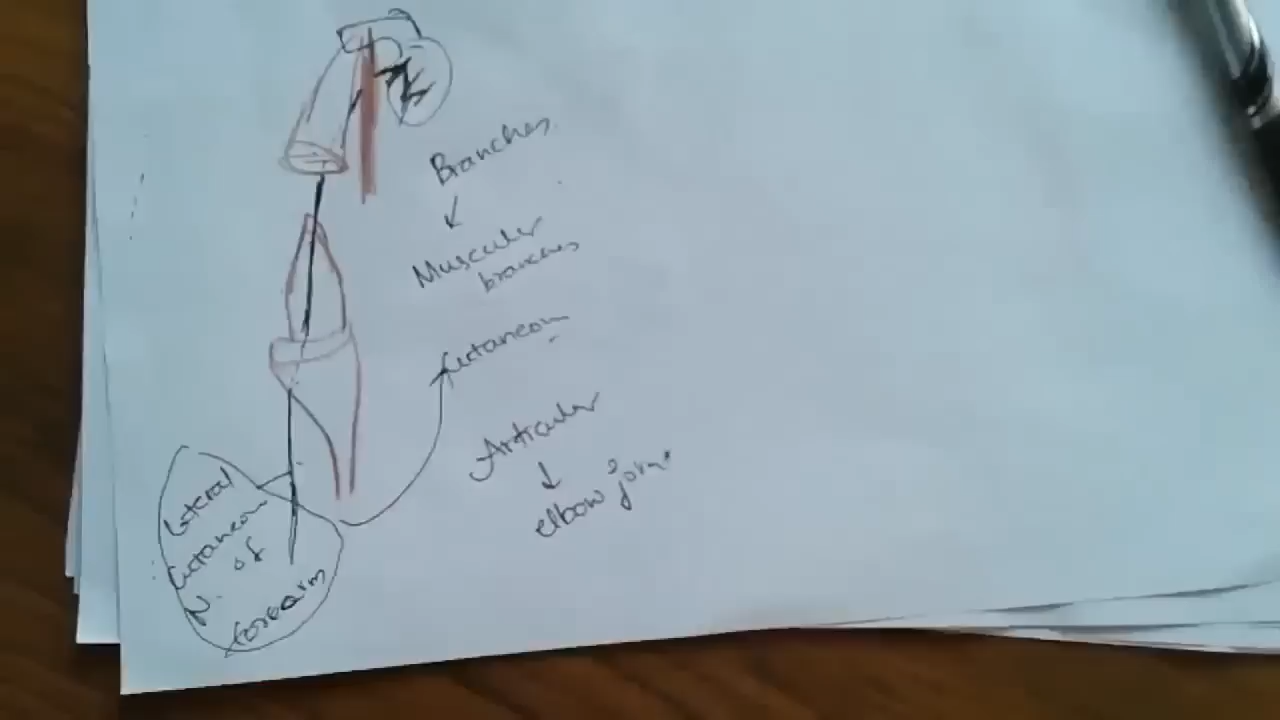 Branches
↓
Muscular
branches
Cutaneous
Articular
↓
elbow joint
Lateral
Cutaneous
N. of
forearm